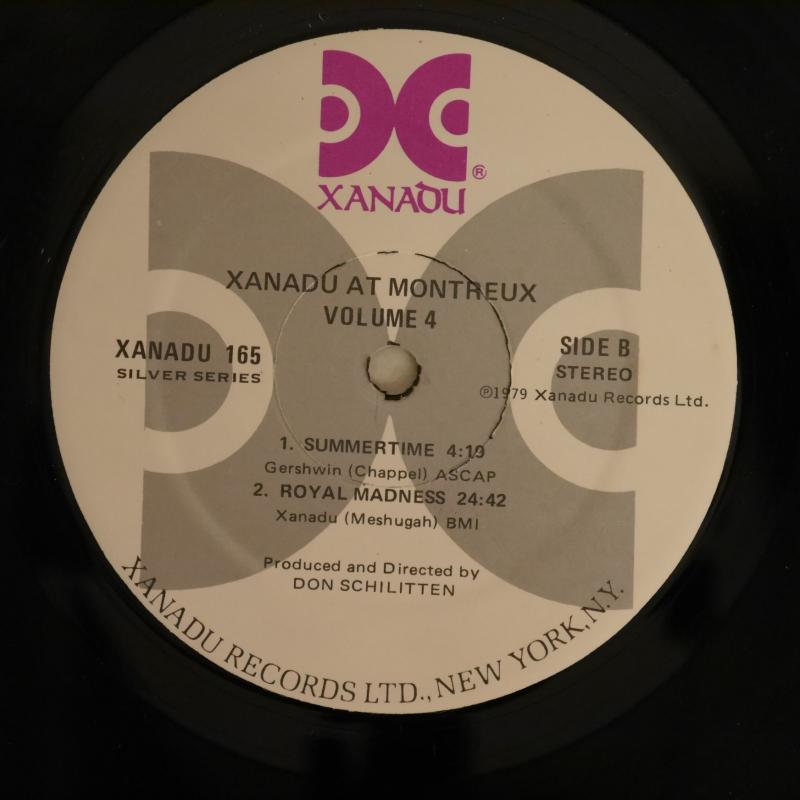 XANADU®
XANADU AT MONTREUX
VOLUME 4
XANADU 165
SILVER SERIES
SIDE B
STEREO
℗1979 Xanadu Records Ltd.
1. SUMMERTIME 4:19
Gershwin (Chappel) ASCAP
2. ROYAL MADNESS 24:42
Xanadu (Meshugah) BMI
Produced and Directed by
DON SCHILITTEN
XANADU RECORDS LTD., NEW YORK, N.Y.